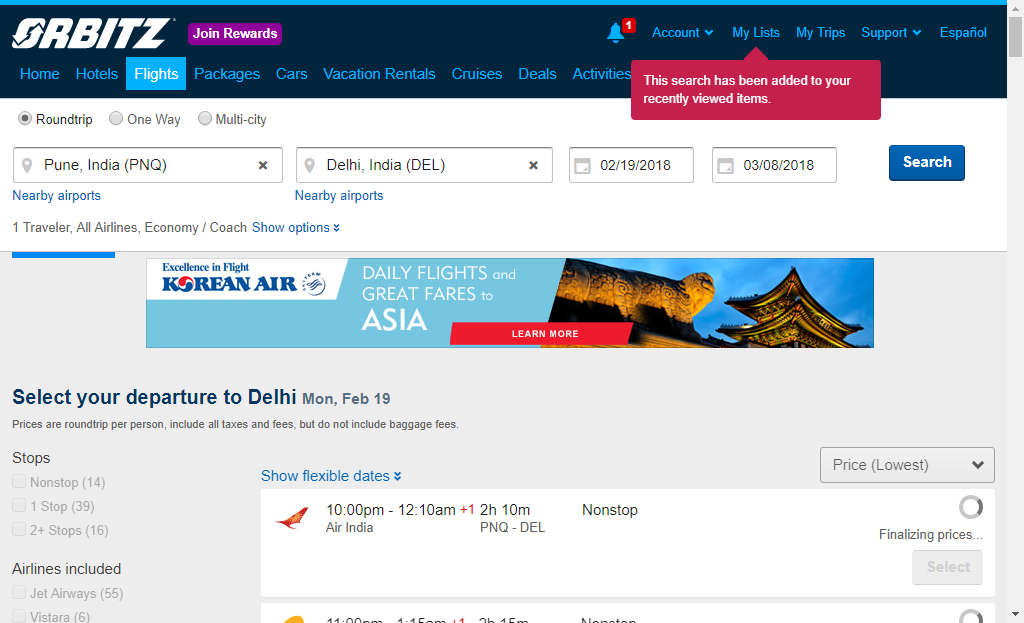 ORBITZ
Join Rewards
1
Account
My Lists
My Trips
Support
Español
Home
Hotels
Flights
Packages
Cars
Vacation Rentals
Cruises
Deals
Activities
This search has been added to your
recently viewed items.
Roundtrip
One Way
Multi-city
Pune, India (PNQ)
Delhi, India (DEL)
02/19/2018
03/08/2018
Search
Nearby airports
Nearby airports
1 Traveler, All Airlines, Economy / Coach Show options
Excellence in Flight
KOREAN AIR
DAILY FLIGHTS and
GREAT FARES to
ASIA
LEARN MORE
Select your departure to Delhi Mon, Feb 19
Prices are roundtrip per person, include all taxes and fees, but do not include baggage fees.
Stops
Nonstop (14)
1 Stop (39)
2+ Stops (16)
Airlines included
Jet Airways (55)
Vistara (6)
Show flexible dates
Price (Lowest)
10:00pm - 12:10am +1 2h 10m Nonstop
Air India PNQ - DEL
Finalizing prices...
Select
11:00pm - 1:15am +1 2h 15m Nonstop